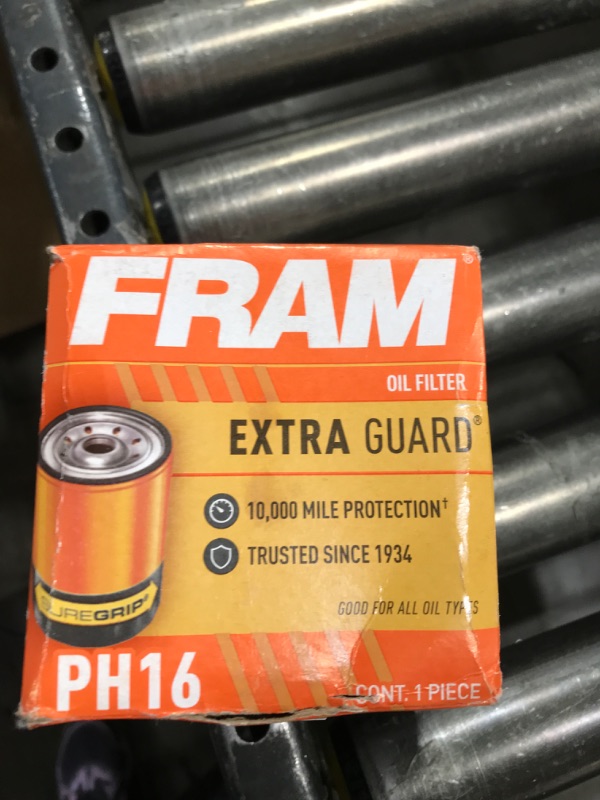 FRAM®
OIL FILTER
EXTRA GUARD®
10,000 MILE PROTECTION†
TRUSTED SINCE 1934
SUREGRIP®
GOOD FOR ALL OIL TYPES
PH16
CONT. 1 PIECE